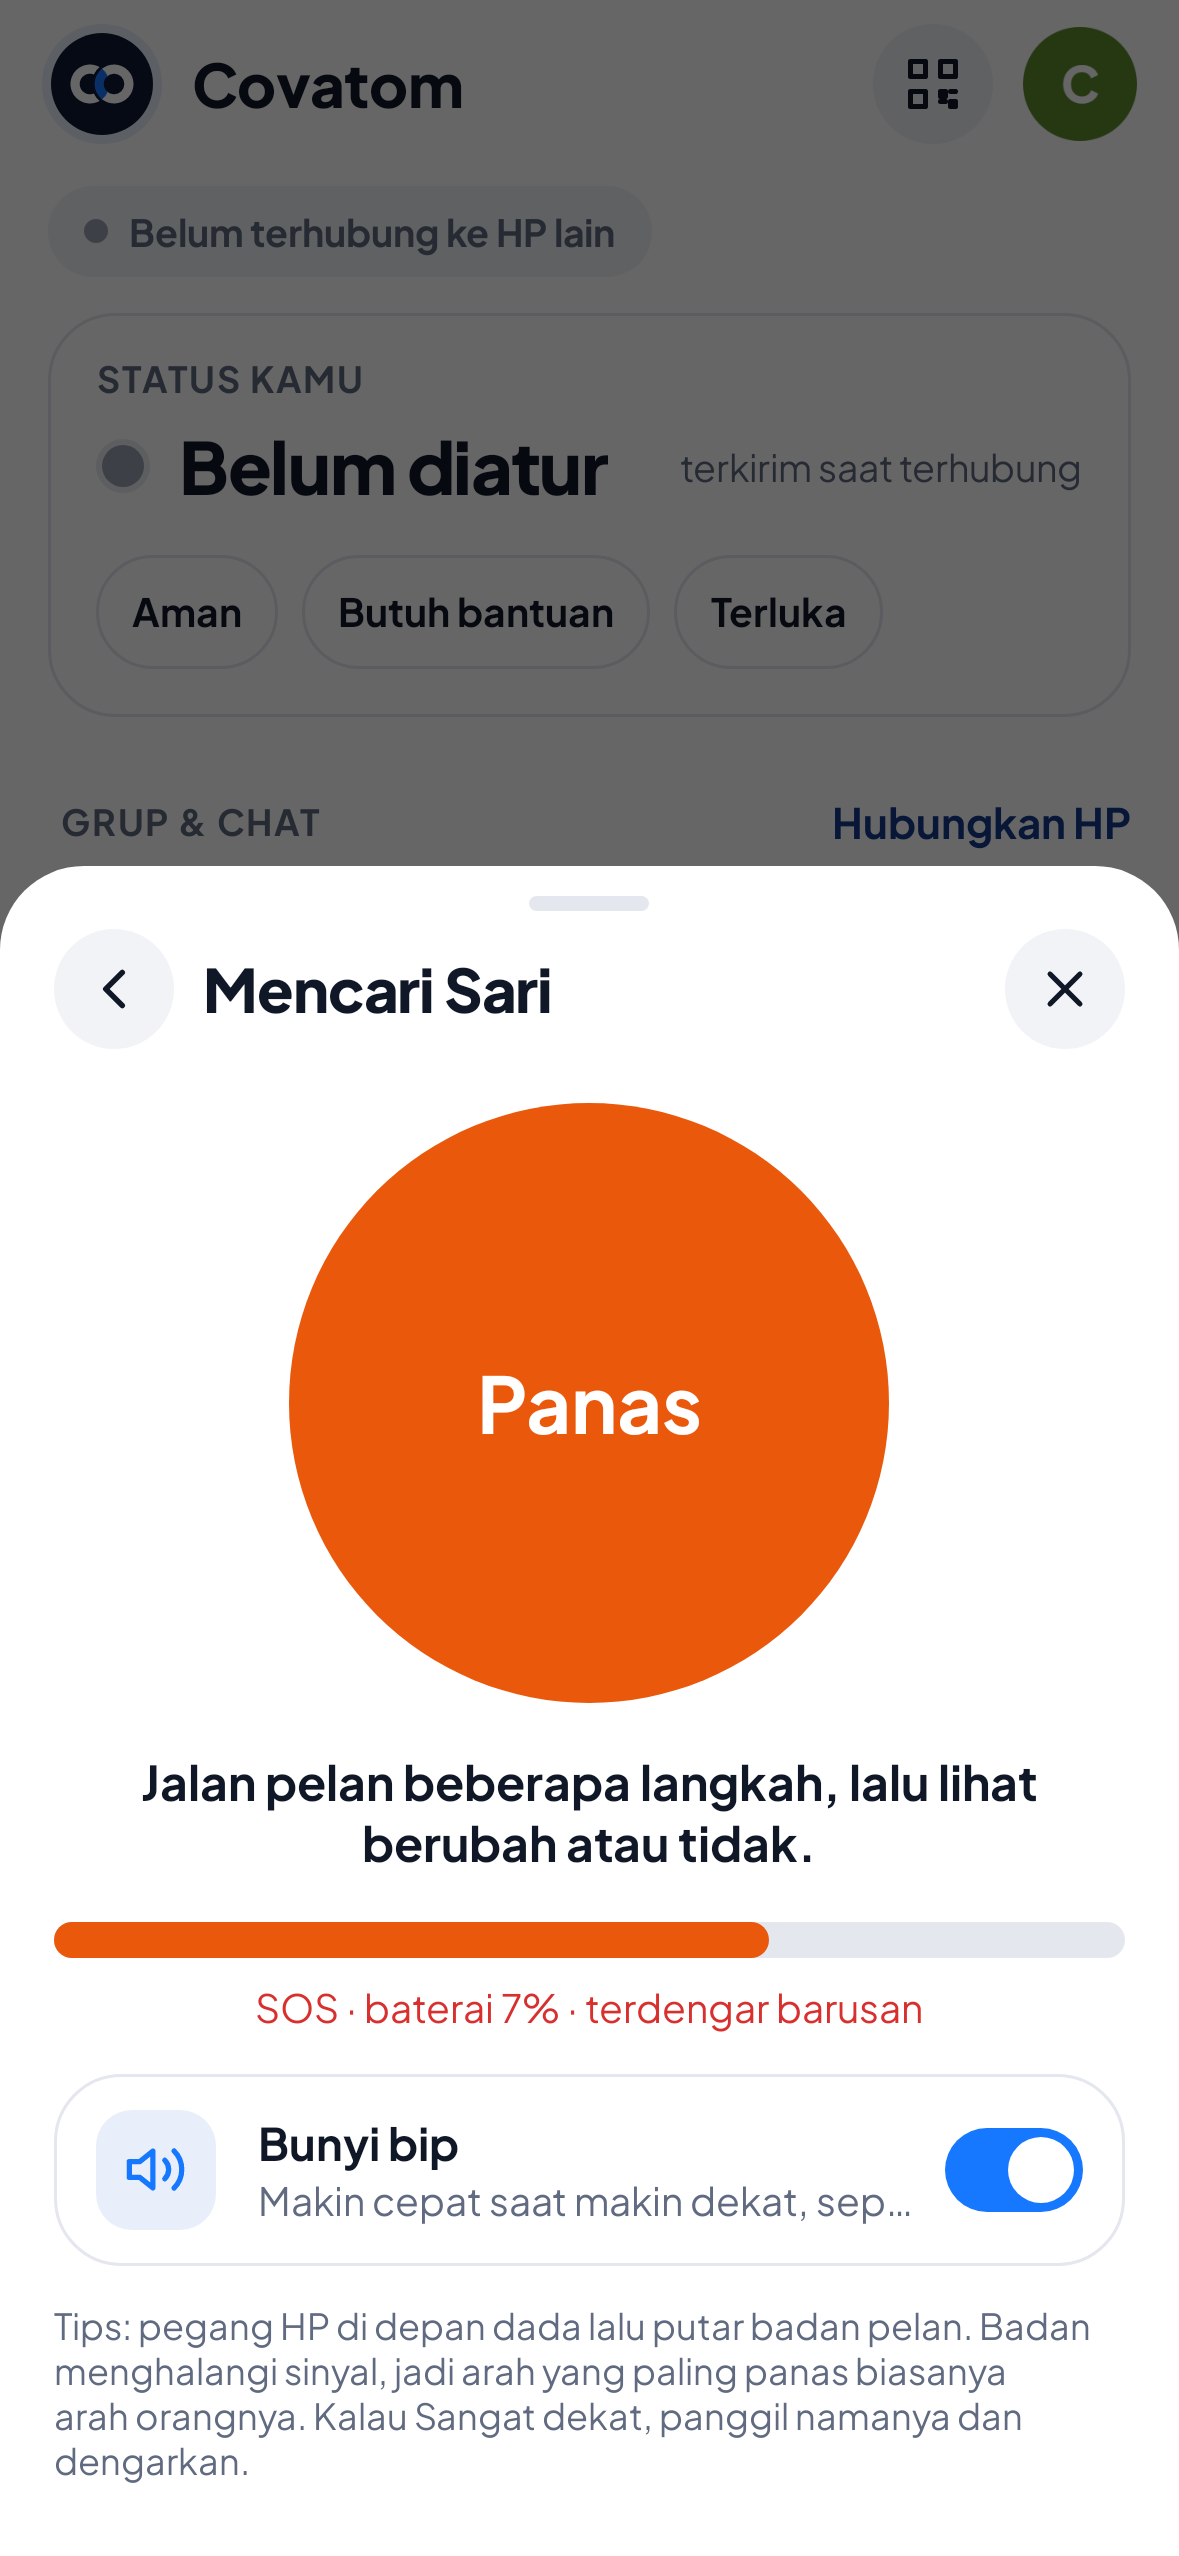 Covatom
C
Belum terhubung ke HP lain
STATUS KAMU
Belum diatur
terkirim saat terhubung
Aman
Butuh bantuan
Terluka
GRUP & CHAT
Hubungkan HP
Mencari Sari
Panas
Jalan pelan beberapa langkah, lalu lihat
berubah atau tidak.
SOS · baterai 7% · terdengar barusan
Bunyi bip
Makin cepat saat makin dekat, sep...
Tips: pegang HP di depan dada lalu putar badan pelan. Badan
menghalangi sinyal, jadi arah yang paling panas biasanya
arah orangnya. Kalau Sangat dekat, panggil namanya dan
dengarkan.